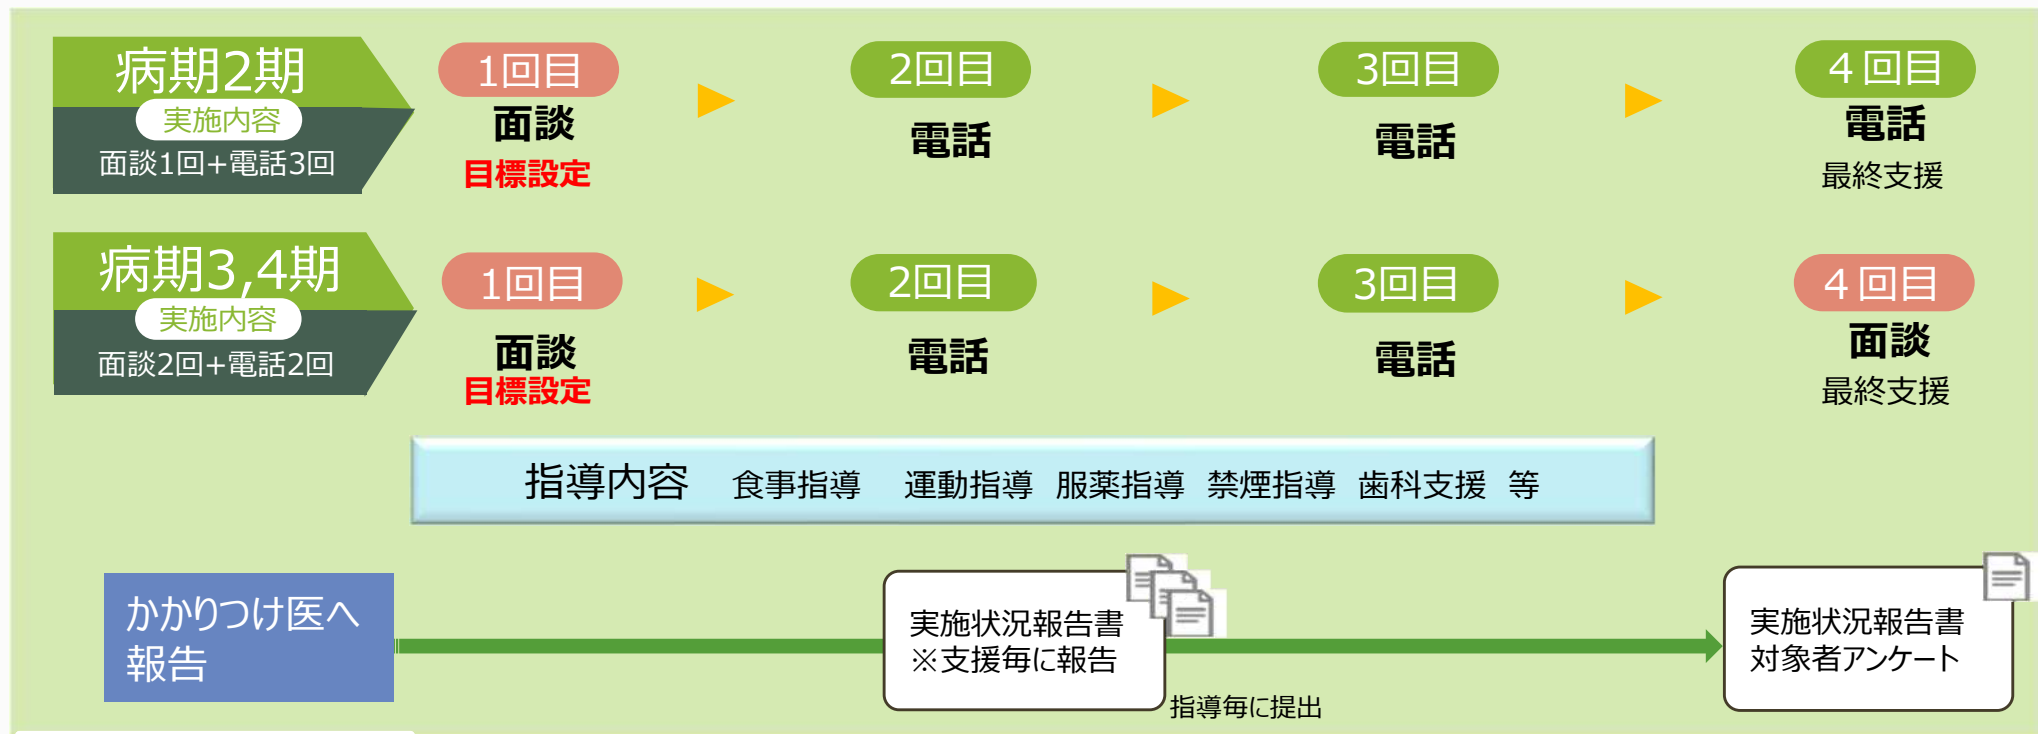 病期2期
実施内容
面談1回+電話3回
1回目
面談
目標設定
2回目
電話
3回目
電話
4回目
電話
最終支援
病期3,4期
実施内容
面談2回+電話2回
1回目
面談
目標設定
2回目
電話
3回目
電話
4回目
面談
最終支援
指導内容 食事指導 運動指導 服薬指導 禁煙指導 歯科支援 等
かかりつけ医へ
報告
実施状況報告書
※支援毎に報告
指導毎に提出
実施状況報告書
対象者アンケート